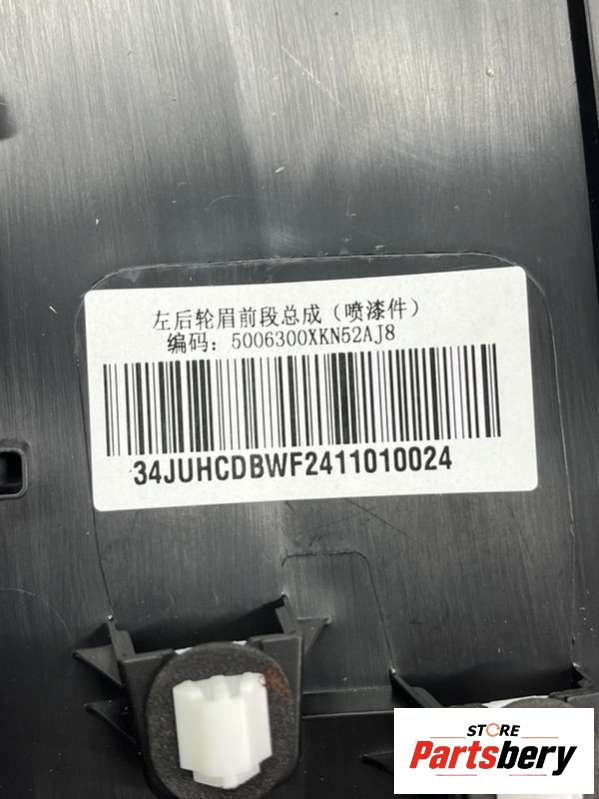 左后轮眉前段总成（喷漆件）
编码：5006300XKN52AJ8
34JUHCDBWF2411010024
STORE
Partsbery